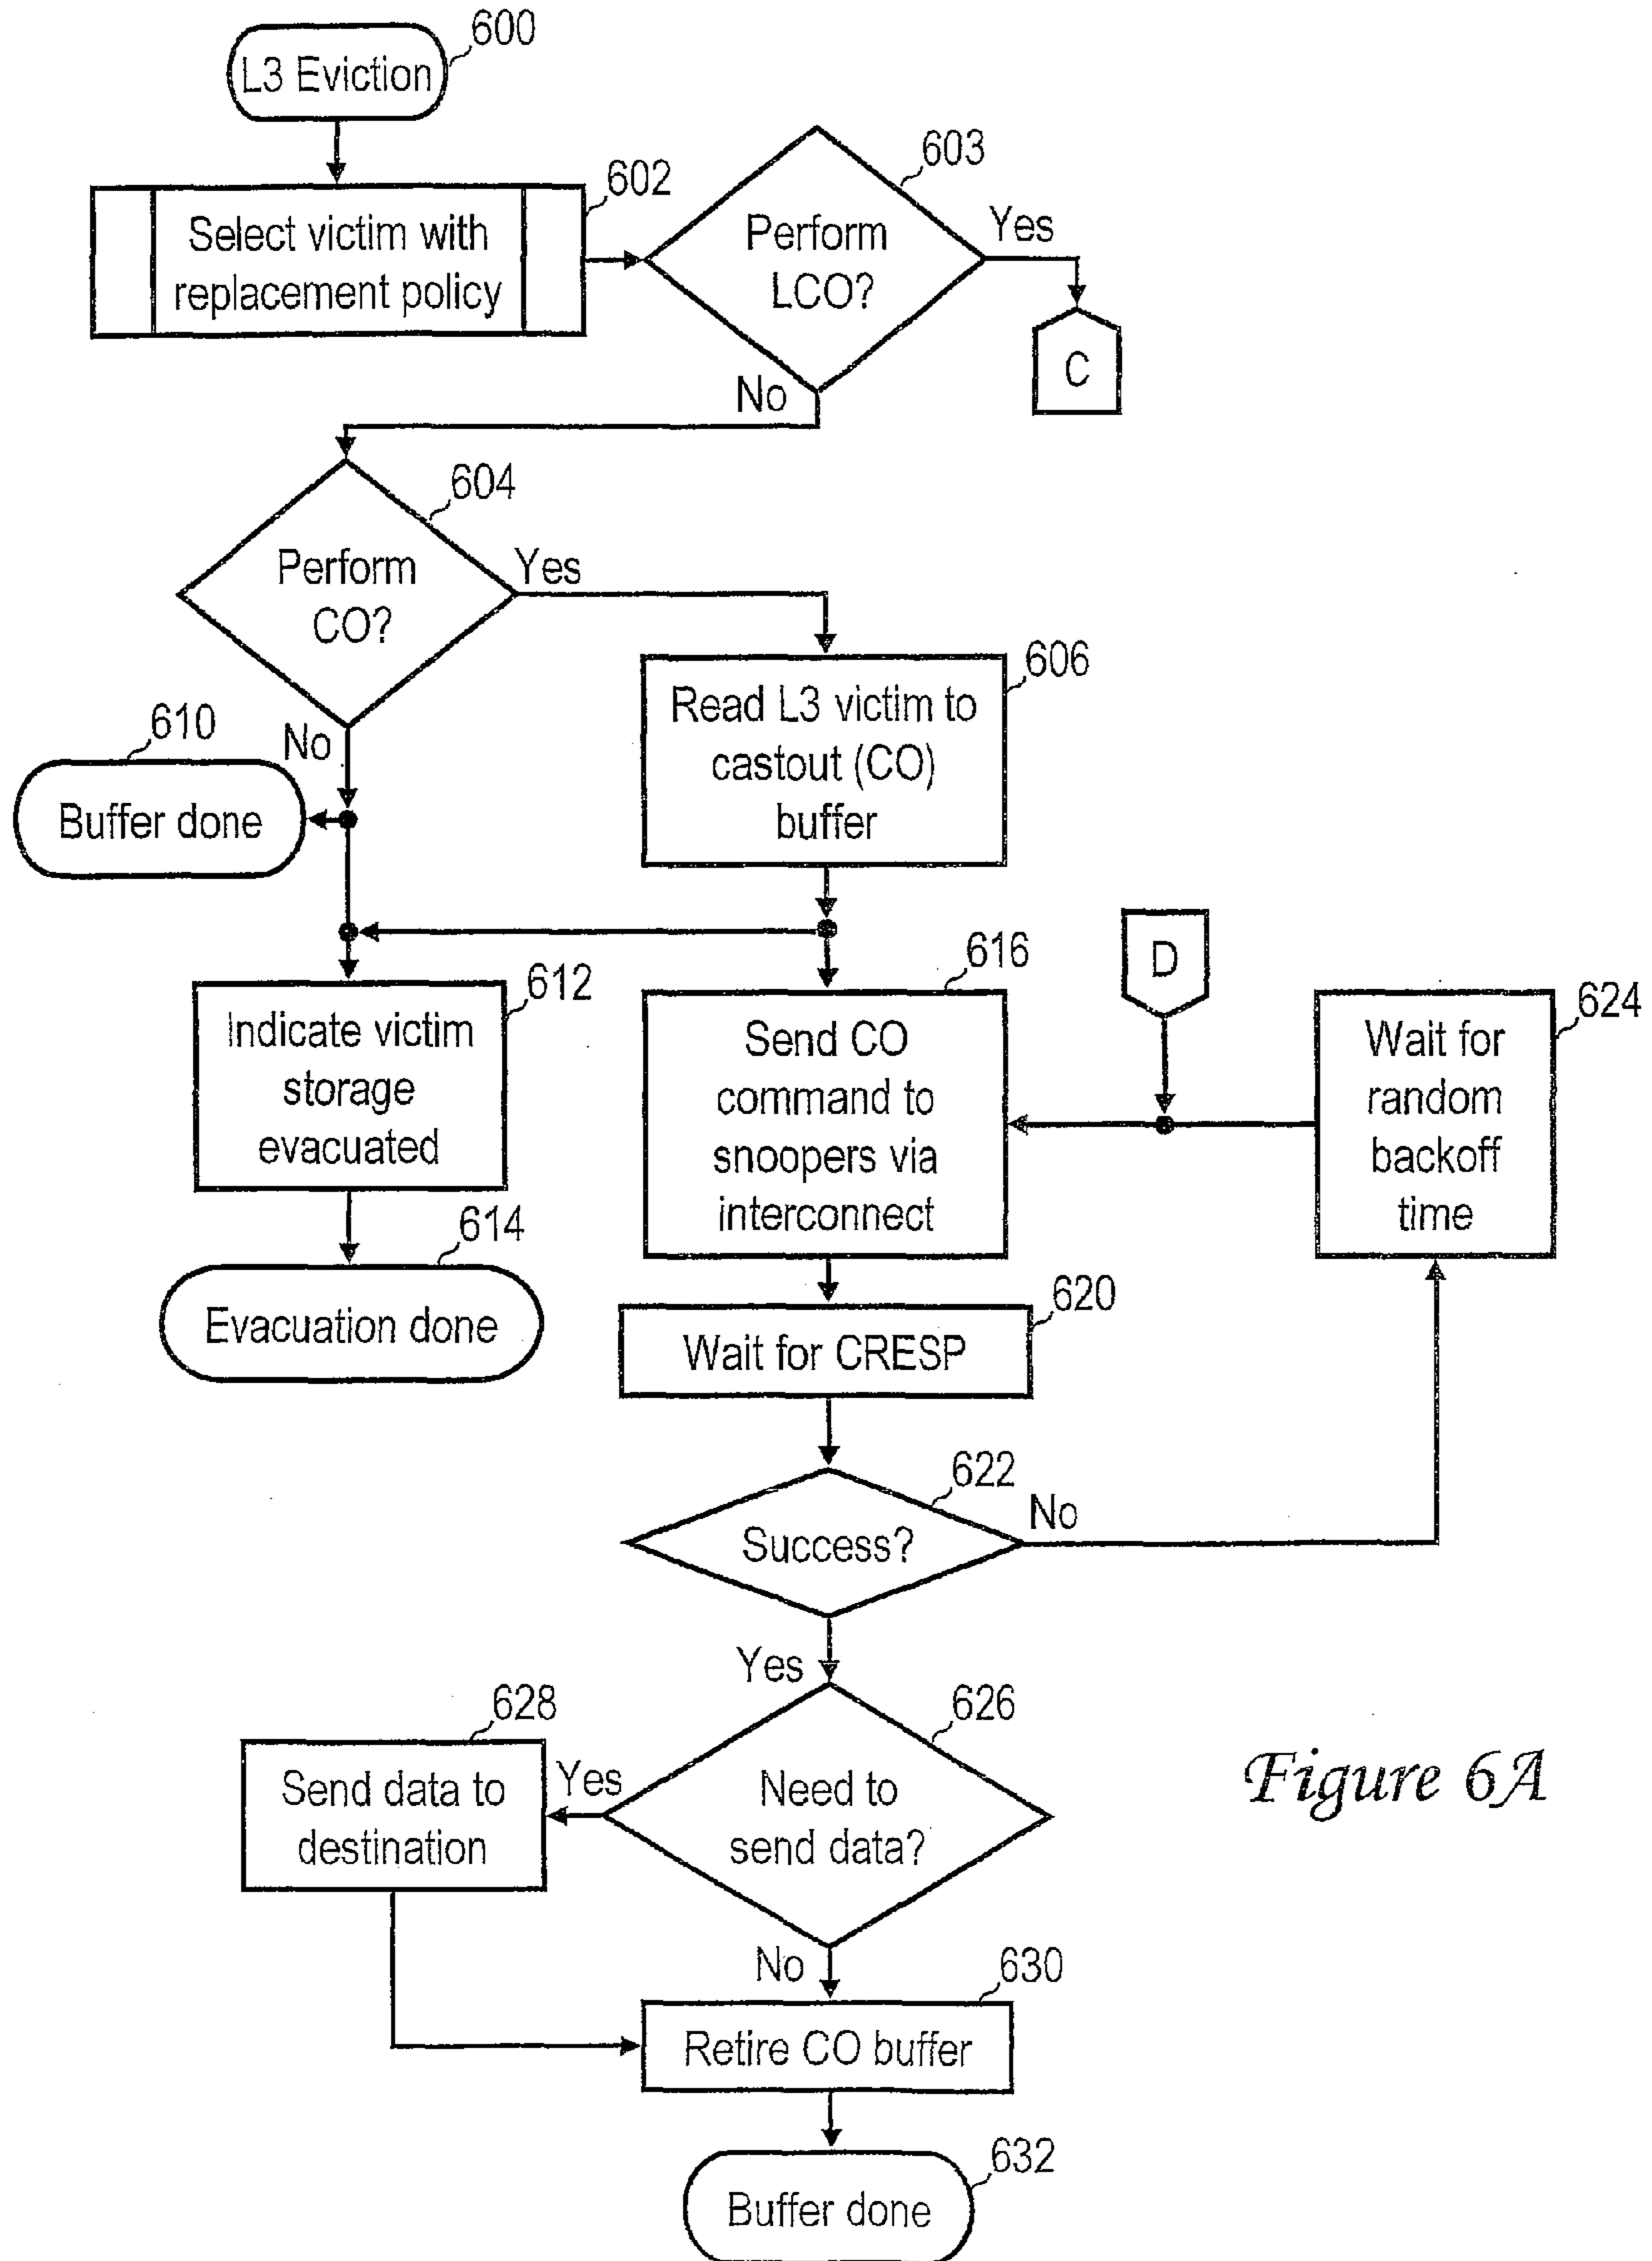 600
L3 Eviction
603
602
Select victim with
replacement policy
Perform
LCO?
Yes
C
No
604
Perform
CO?
Yes
606
Read L3 victim to
castout (CO)
buffer
610
No
Buffer done
D
616
612
624
Indicate victim
storage
evacuated
Send CO
command to
snoopers via
interconnect
Wait for
random
backoff
time
614
Evacuation done
620
Wait for CRESP
622
Success?
No
Yes
628
626
Send data to
destination
Yes
Need to
send data?
Figure 6A
No
630
Retire CO buffer
632
Buffer done